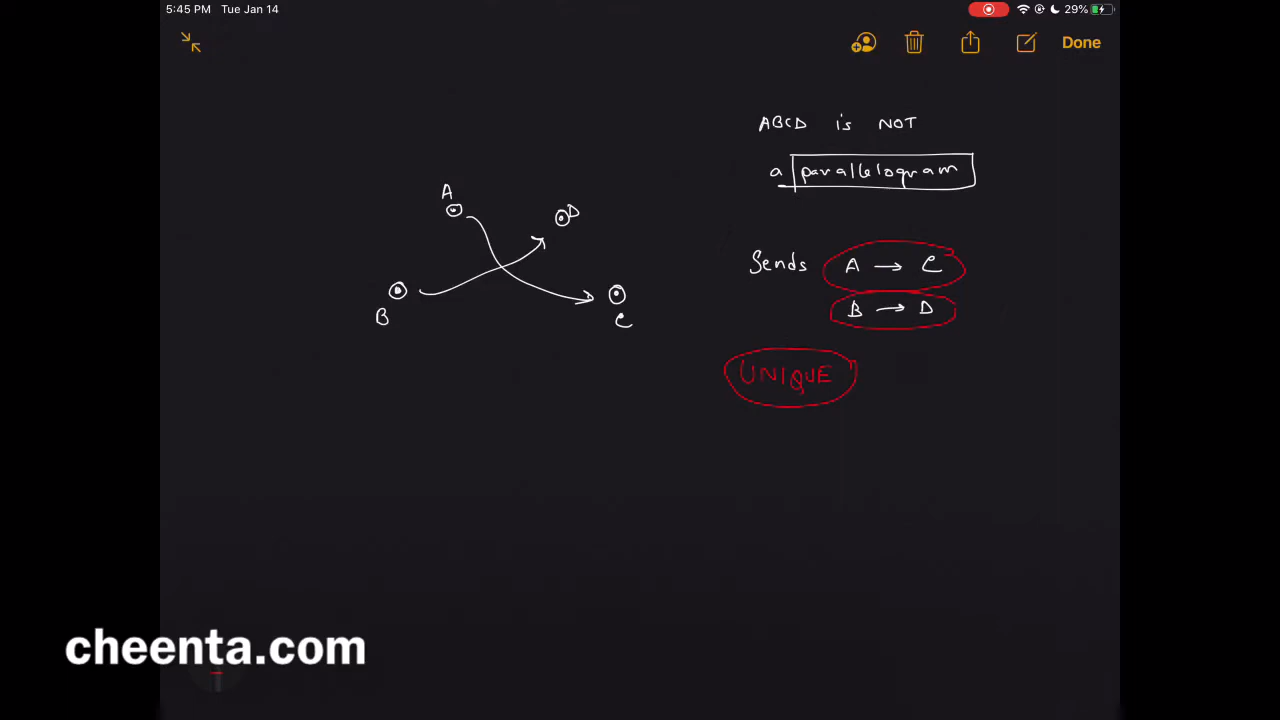 5:45 PM Tue Jan 14
29%
Done
ABCD is NOT
a parallelogram
A
D
Sends A → C
B
B → D
C
UNIQUE
cheenta.com